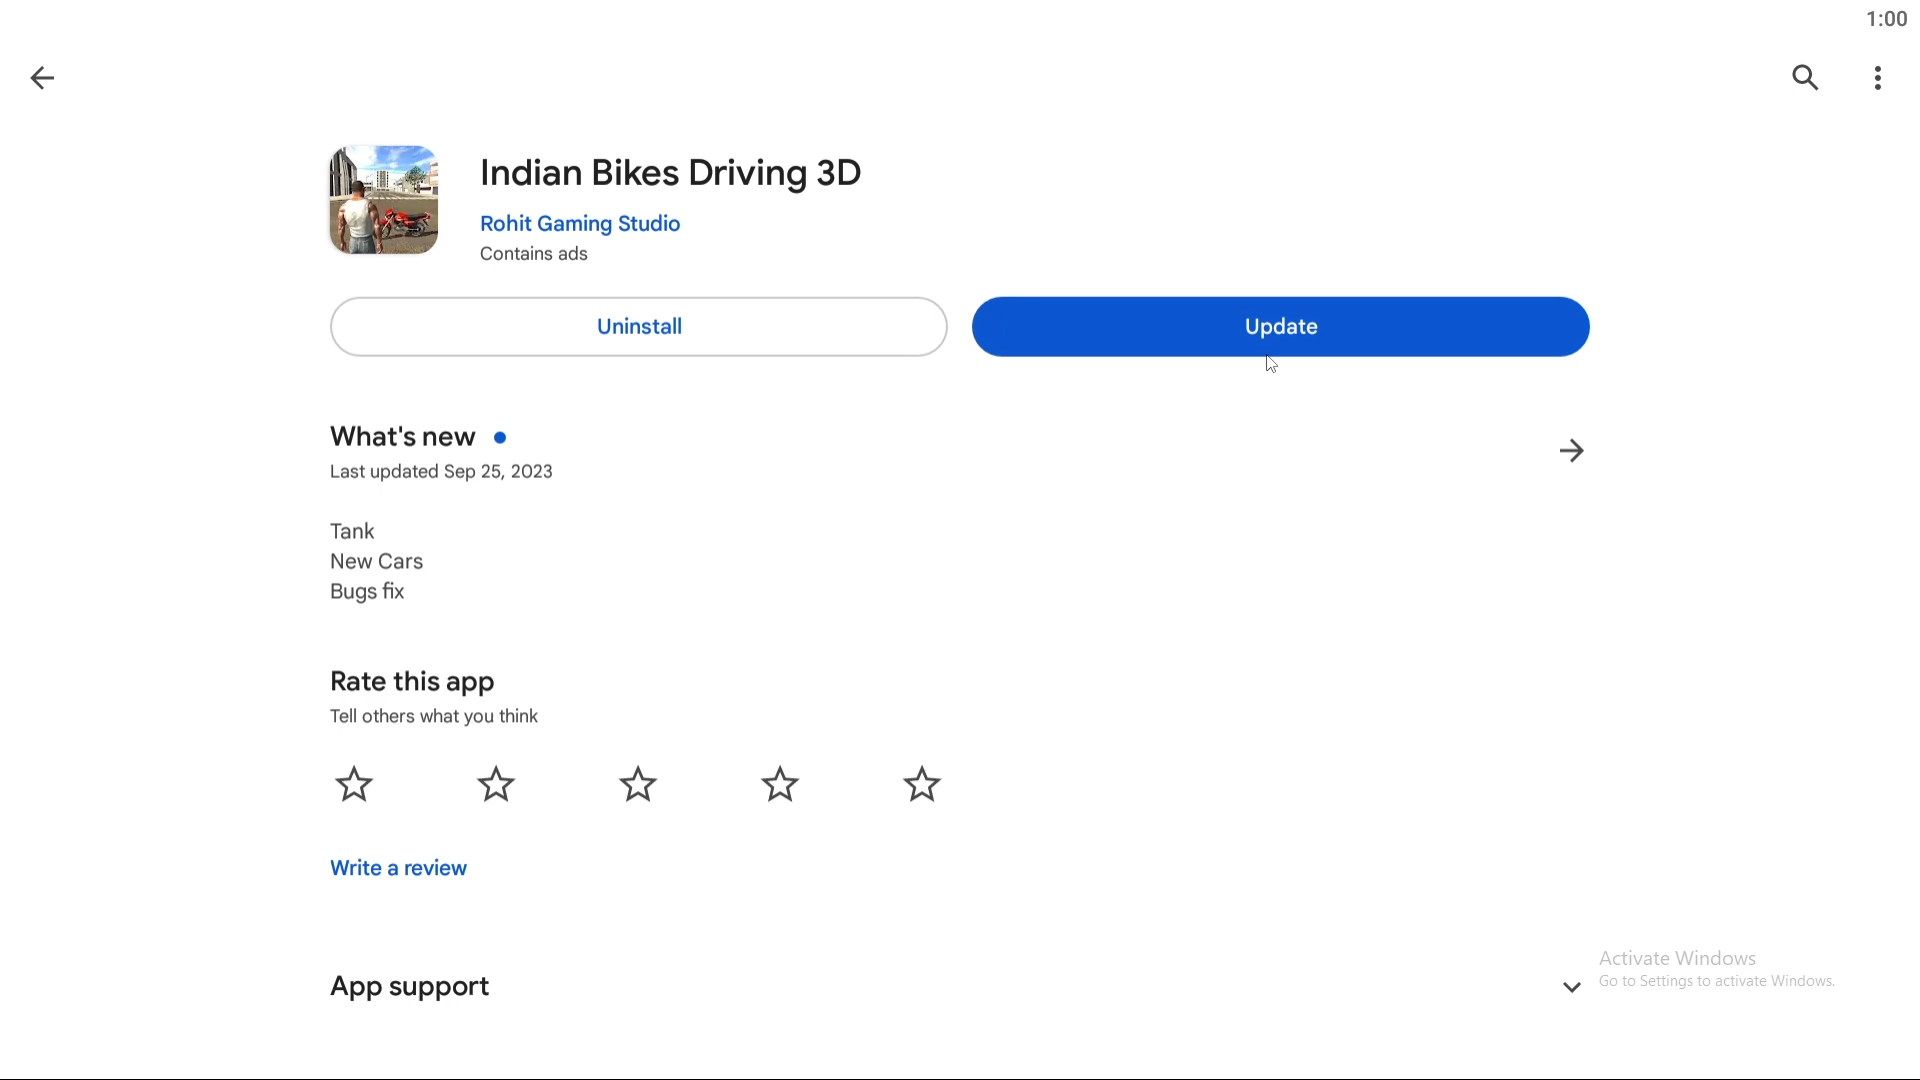 1:00
Indian Bikes Driving 3D
Rohit Gaming Studio
Contains ads
Uninstall
Update
What's new
Last updated Sep 25, 2023
Tank
New Cars
Bugs fix
Rate this app
Tell others what you think
Write a review
App support
Activate Windows
Go to Settings to activate Windows.